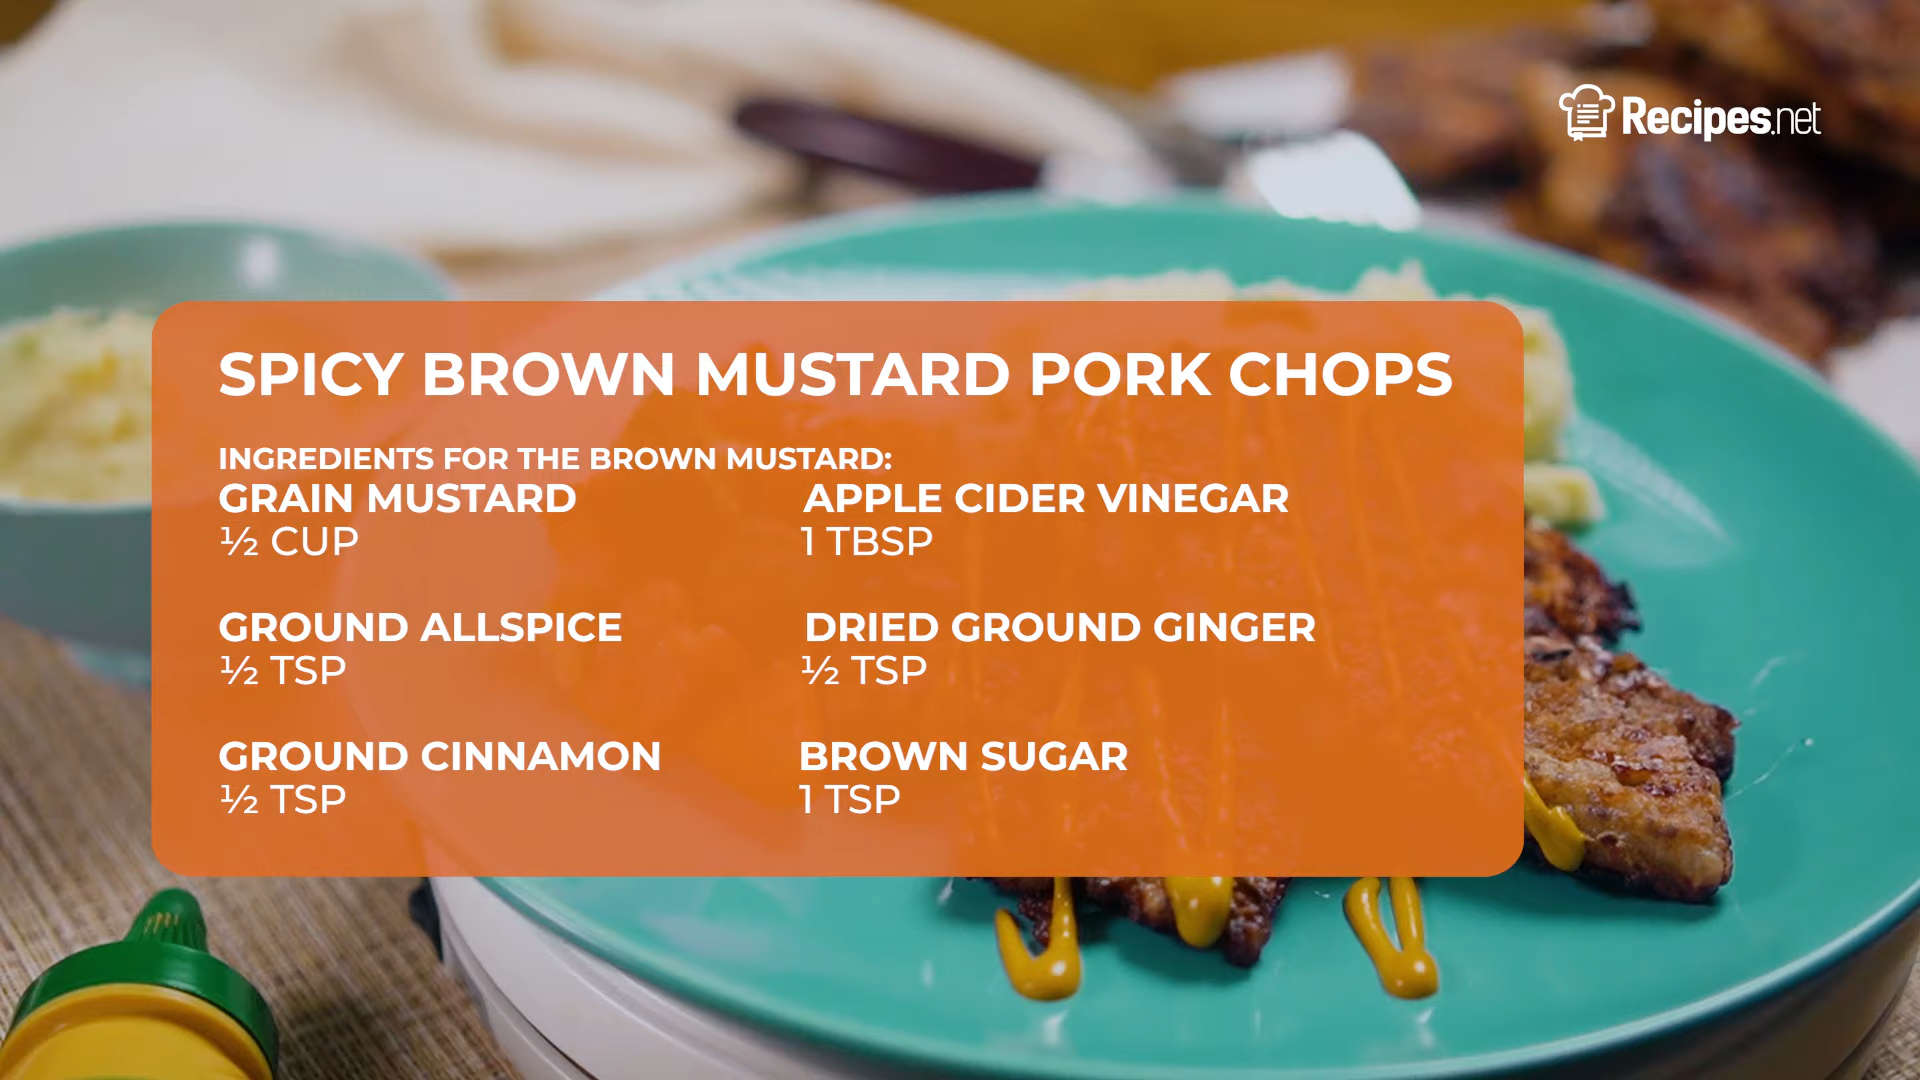 Recipes.net
SPICY BROWN MUSTARD PORK CHOPS
INGREDIENTS FOR THE BROWN MUSTARD:
GRAIN MUSTARD
½ CUP
APPLE CIDER VINEGAR
1 TBSP
GROUND ALLSPICE
½ TSP
DRIED GROUND GINGER
½ TSP
GROUND CINNAMON
½ TSP
BROWN SUGAR
1 TSP